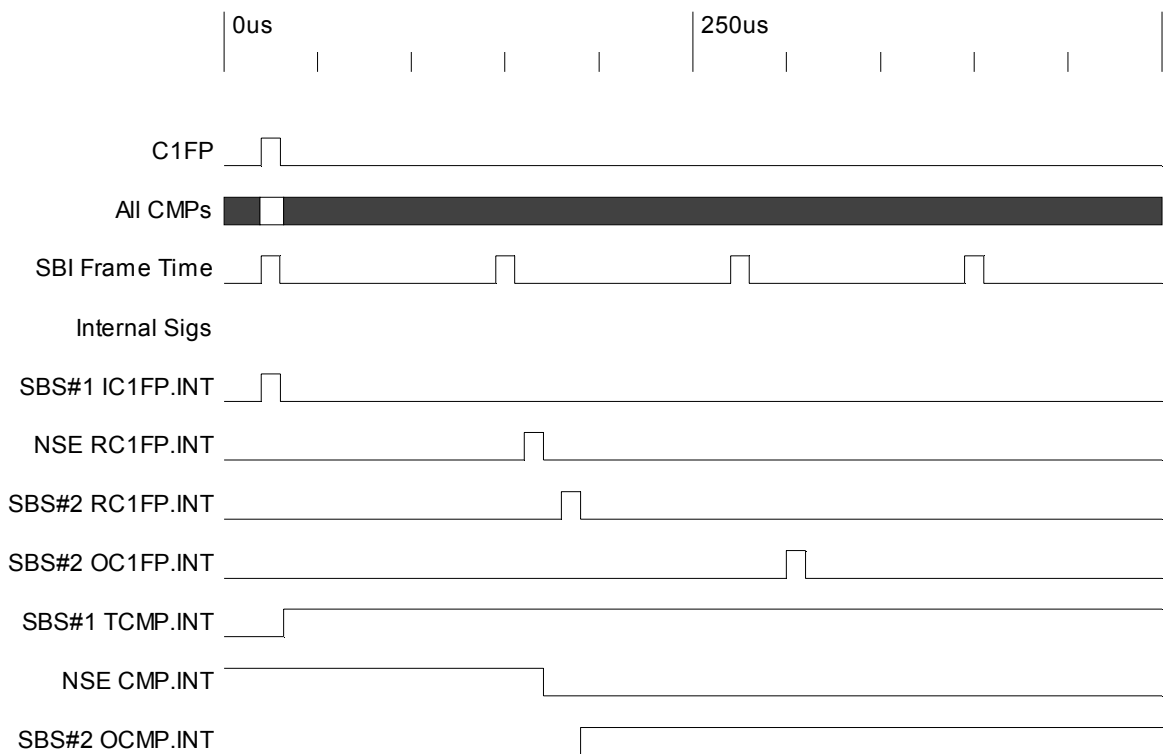 0us 250us
C1FP
All CMPs
SBI Frame Time
Internal Sigs
SBS#1 IC1FP.INT
NSE RC1FP.INT
SBS#2 RC1FP.INT
SBS#2 OC1FP.INT
SBS#1 TCMP.INT
NSE CMP.INT
SBS#2 OCMP.INT